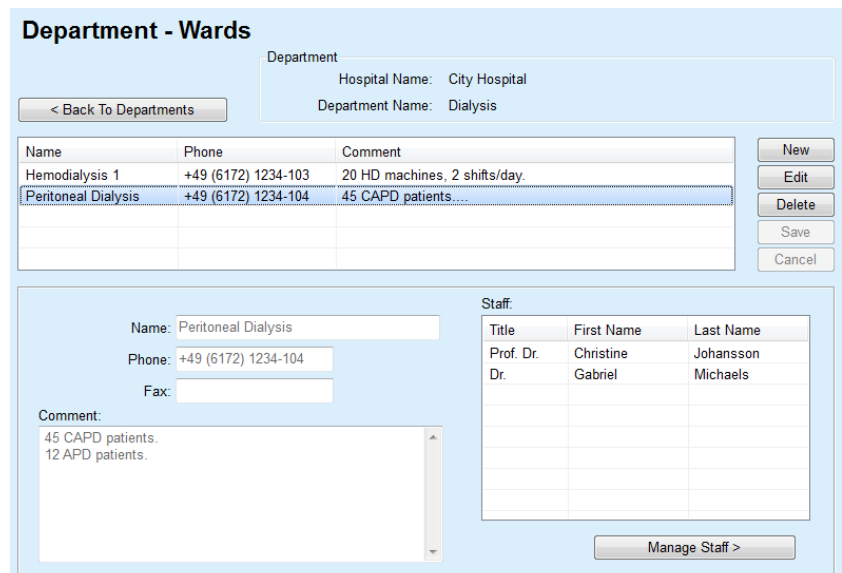 Department - Wards
Department
Hospital Name: City Hospital
< Back To Departments
Department Name: Dialysis
Name Phone Comment
Hemodialysis 1 +49 (6172) 1234-103 20 HD machines, 2 shifts/day.
Peritoneal Dialysis +49 (6172) 1234-104 45 CAPD patients....
New
Edit
Delete
Save
Cancel
Name: Peritoneal Dialysis
Phone: +49 (6172) 1234-104
Fax:
Comment:
45 CAPD patients.
12 APD patients.
Staff:
Title First Name Last Name
Prof. Dr. Christine Johansson
Dr. Gabriel Michaels
Manage Staff >